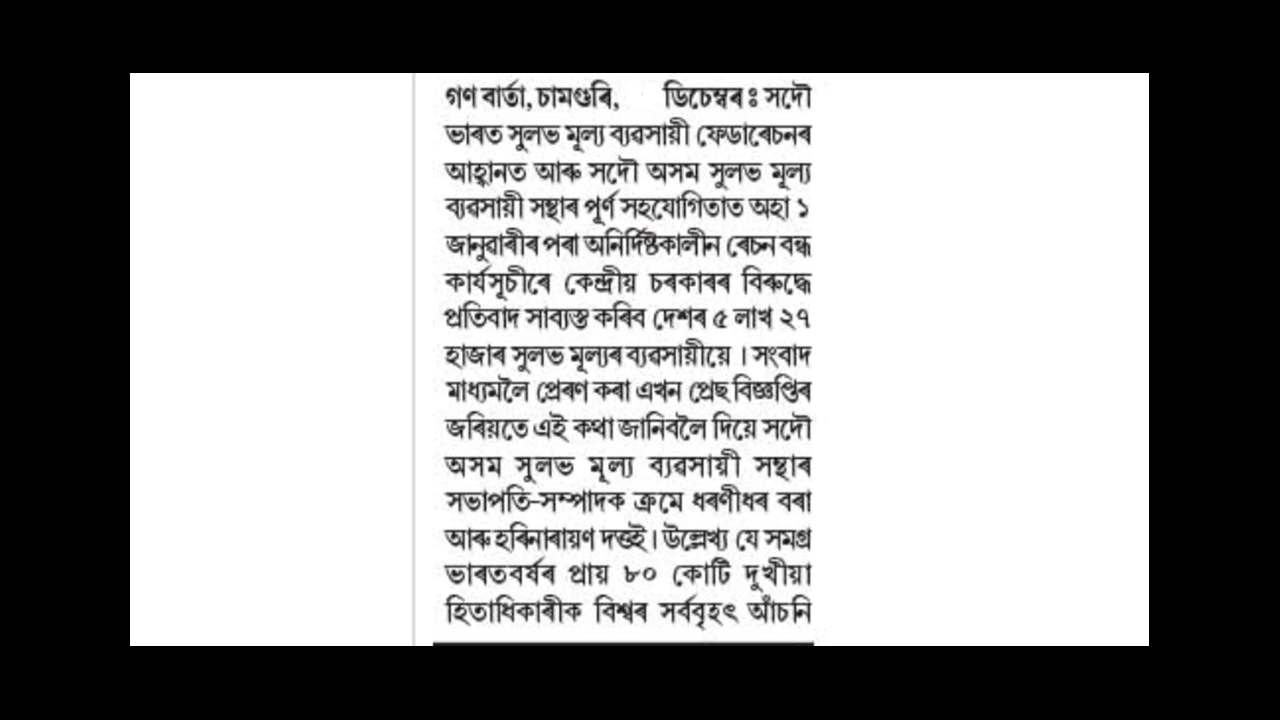 গণ বাৰ্তা, চামগুৰি, ডিচেম্বৰঃ সদৌ
ভাৰত সুলভ মূল্য ব্যৱসায়ী ফেডাৰেচনৰ
আহ্বানত আৰু সদৌ অসম সুলভ মূল্য
ব্যৱসায়ী সন্থাৰ পূৰ্ণ সহযোগিতাত অহা ১
জানুৱাৰীৰ পৰা অনিৰ্দিষ্টকালীন ৰেচন বন্ধ
কাৰ্যসূচীৰে কেন্দ্ৰীয় চৰকাৰৰ বিৰুদ্ধে
প্ৰতিবাদ সাব্যস্ত কৰিব দেশৰ ৫ লাখ ২৭
হাজাৰ সুলভ মূল্যৰ ব্যৱসায়ীয়ে । সংবাদ
মাধ্যমলৈ প্ৰেৰণ কৰা এখন প্ৰেছ বিজ্ঞপ্তিৰ
জৰিয়তে এই কথা জানিবলৈ দিয়ে সদৌ
অসম সুলভ মূল্য ব্যৱসায়ী সন্থাৰ
সভাপতি-সম্পাদক ক্ৰমে ধৰণীধৰ বৰা
আৰু হৰিনাৰায়ণ দত্তই। উল্লেখ্য যে সমগ্ৰ
ভাৰতবৰ্ষৰ প্ৰায় ৮০ কোটি দুখীয়া
হিতাধিকাৰীক বিশ্বৰ সৰ্ববৃহৎ আঁচনি